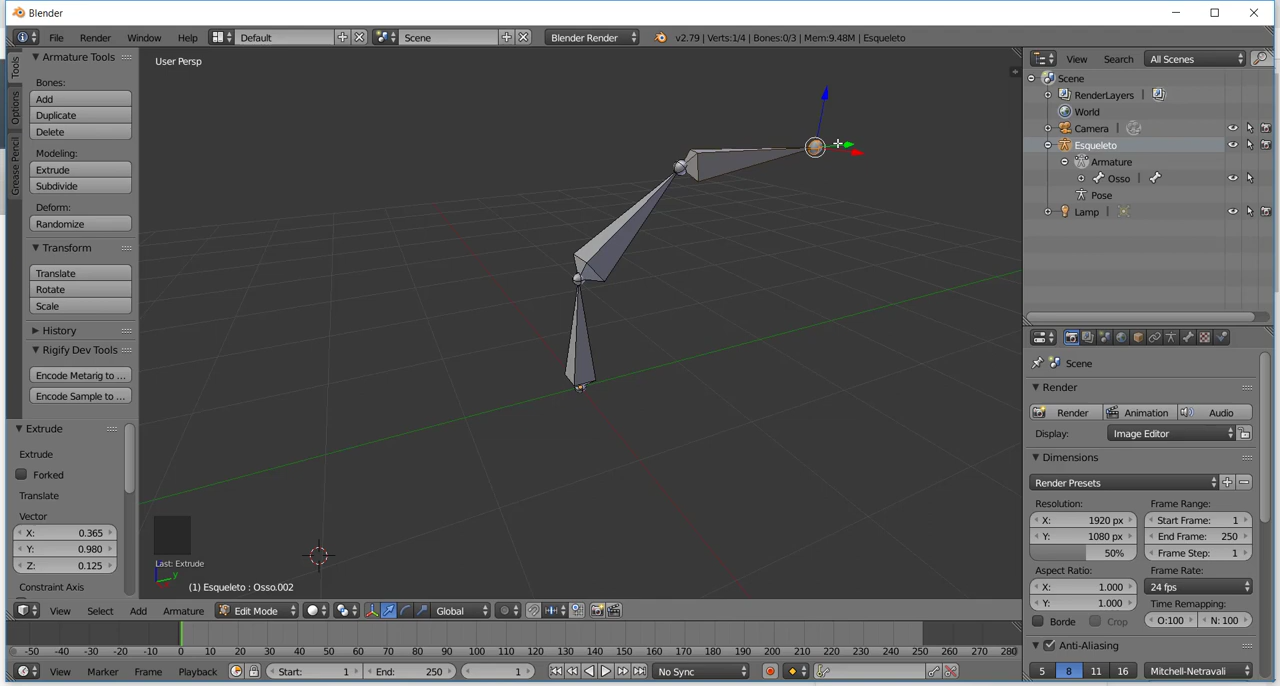 Blender
File Render Window Help Default Scene Blender Render v2.79 | Verts:1/4 | Bones:0/3 | Mem:9.48M | Esqueleto
Tools
Options
Grease Pencil
Armature Tools
Bones:
Add
Duplicate
Delete
Modeling:
Extrude
Subdivide
Deform:
Randomize
Transform
Translate
Rotate
Scale
History
Rigify Dev Tools
Encode Metarig to ...
Encode Sample to ...
Extrude
Extrude
Forked
Translate
Vector
X: 0.365
Y: 0.980
Z: 0.125
Constraint Axis
User Persp
Last: Extrude
y
(1) Esqueleto : Osso.002
View Select Add Armature Edit Mode Global
-50 -40 -30 -20 -10 0 10 20 30 40 50 60 70 80 90 100 110 120 130 140 150 160 170 180 190 200 210 220 230 240 250 260 270 280
View Marker Frame Playback Start: 1 End: 250 1 No Sync
View Search All Scenes
Scene
RenderLayers |
World
Camera |
Esqueleto
Armature
Osso |
Pose
Lamp |
Scene
Render
Render Animation Audio
Display: Image Editor
Dimensions
Render Presets
Resolution: Frame Range:
X: 1920 px Start Frame: 1
Y: 1080 px End Frame: 250
50% Frame Step: 1
Aspect Ratio: Frame Rate:
X: 1.000 24 fps
Y: 1.000 Time Remapping:
Borde Crop O:100 N: 100
Anti-Aliasing
5 8 11 16 Mitchell-Netravali